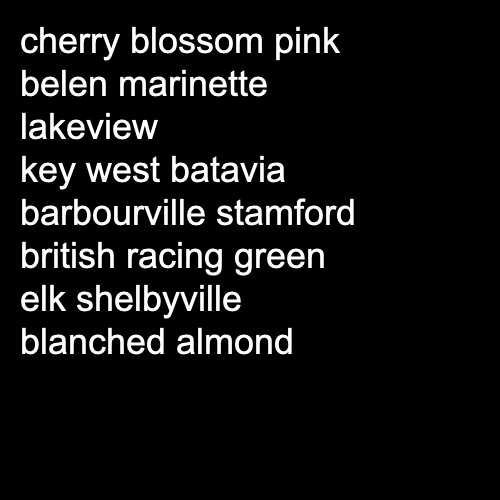 cherry blossom pink
belen marinette
lakeview
key west batavia
barbourville stamford
british racing green
elk shelbyville
blanched almond